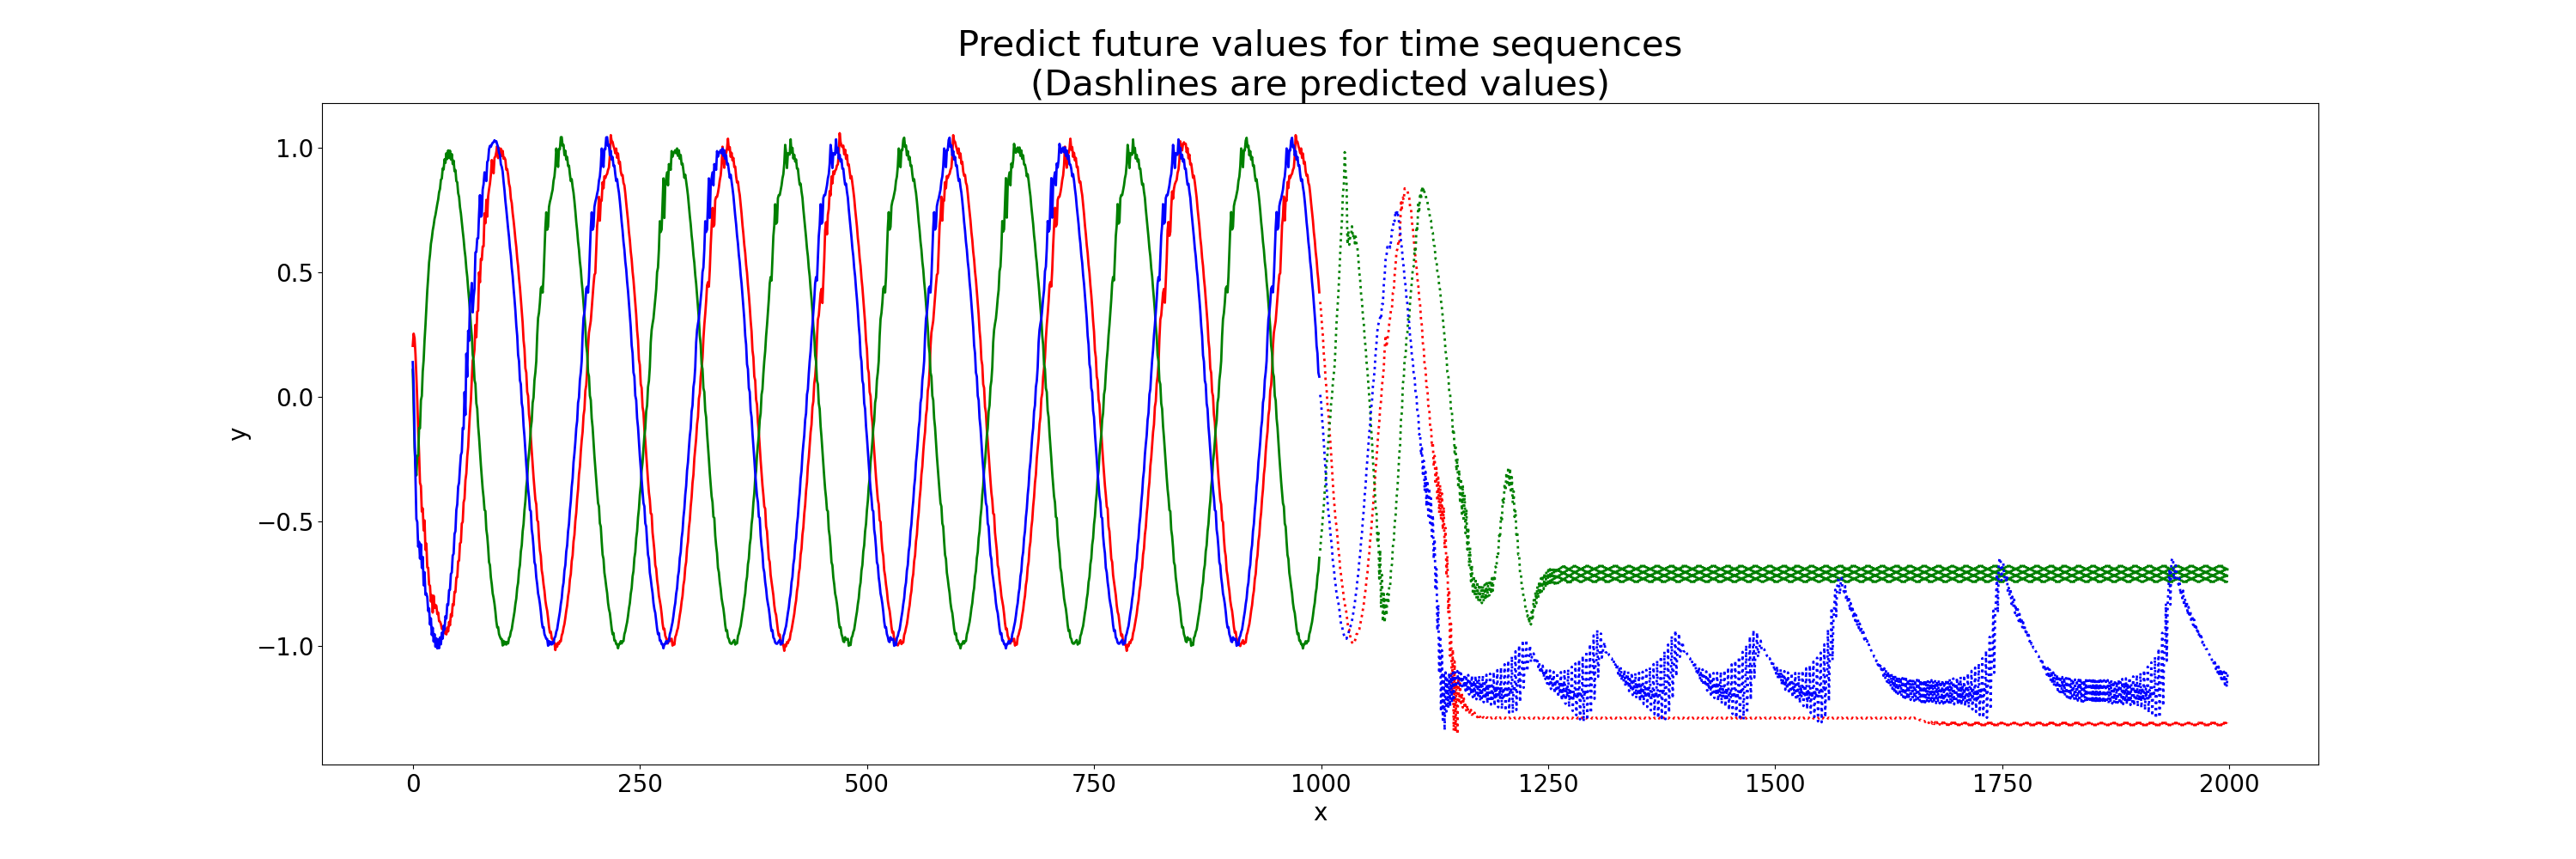 Predict future values for time sequences
(Dashlines are predicted values)
1.0
0.5
0.0
−0.5
−1.0
y
0 250 500 750 1000 1250 1500 1750 2000
x